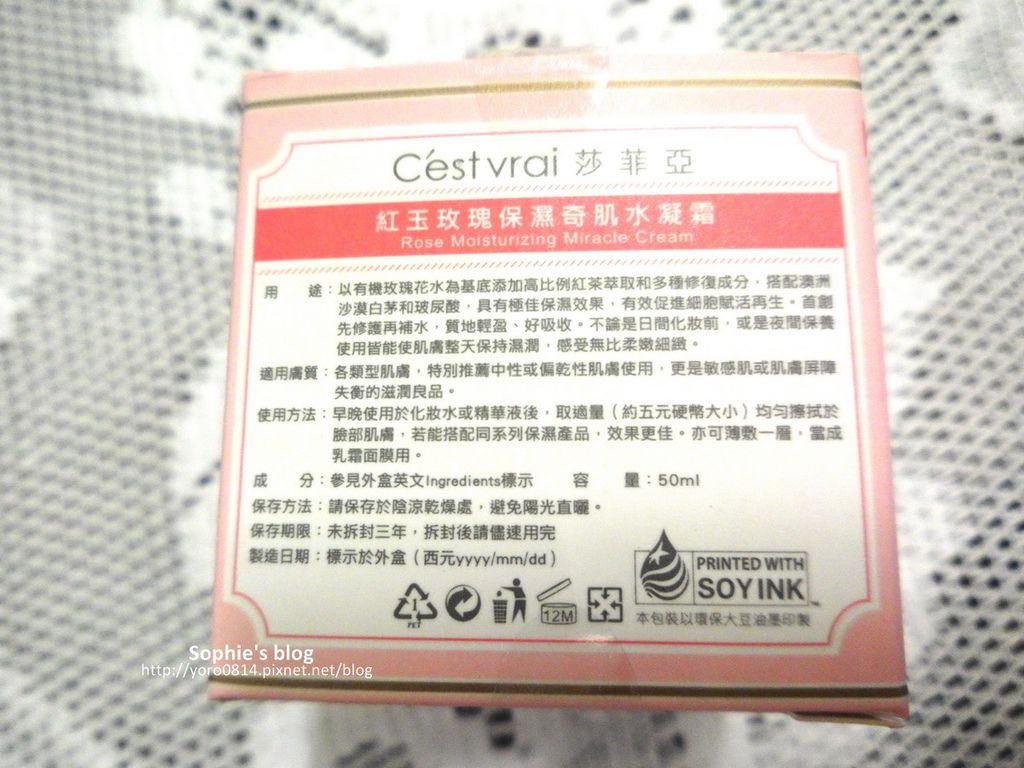 C'est vrai 莎菲亞
紅玉玫瑰保濕奇肌水凝霜
Rose Moisturizing Miracle Cream
用 途：以有機玫瑰花水為基底添加高比例紅茶萃取和多種修復成分，搭配澳洲
沙漠白茅和玻尿酸，具有極佳保濕效果，有效促進細胞賦活再生。首創
先修護再補水，質地輕盈、好吸收。不論是日間化妝前，或是夜間保養
使用皆能使肌膚整天保持濕潤，感受無比柔嫩細緻。
適用膚質：各類型肌膚，特別推薦中性或偏乾性肌膚使用，更是敏感肌或肌膚屏障
失衡的滋潤良品。
使用方法：早晚使用於化妝水或精華液後，取適量（約五元硬幣大小）均勻擦拭於
臉部肌膚，若能搭配同系列保濕產品，效果更佳。亦可薄敷一層，當成
乳霜面膜用。
成 分：參見外盒英文Ingredients標示 容 量：50ml
保存方法：請保存於陰涼乾燥處，避免陽光直曬。
保存期限：未拆封三年，拆封後請儘速用完
製造日期：標示於外盒（西元yyyy/mm/dd）
PRINTED WITH
SOY INK
1
PET
12M
本包裝以環保大豆油墨印製
Sophie's blog
http://yoro0814.pixnet.net/blog